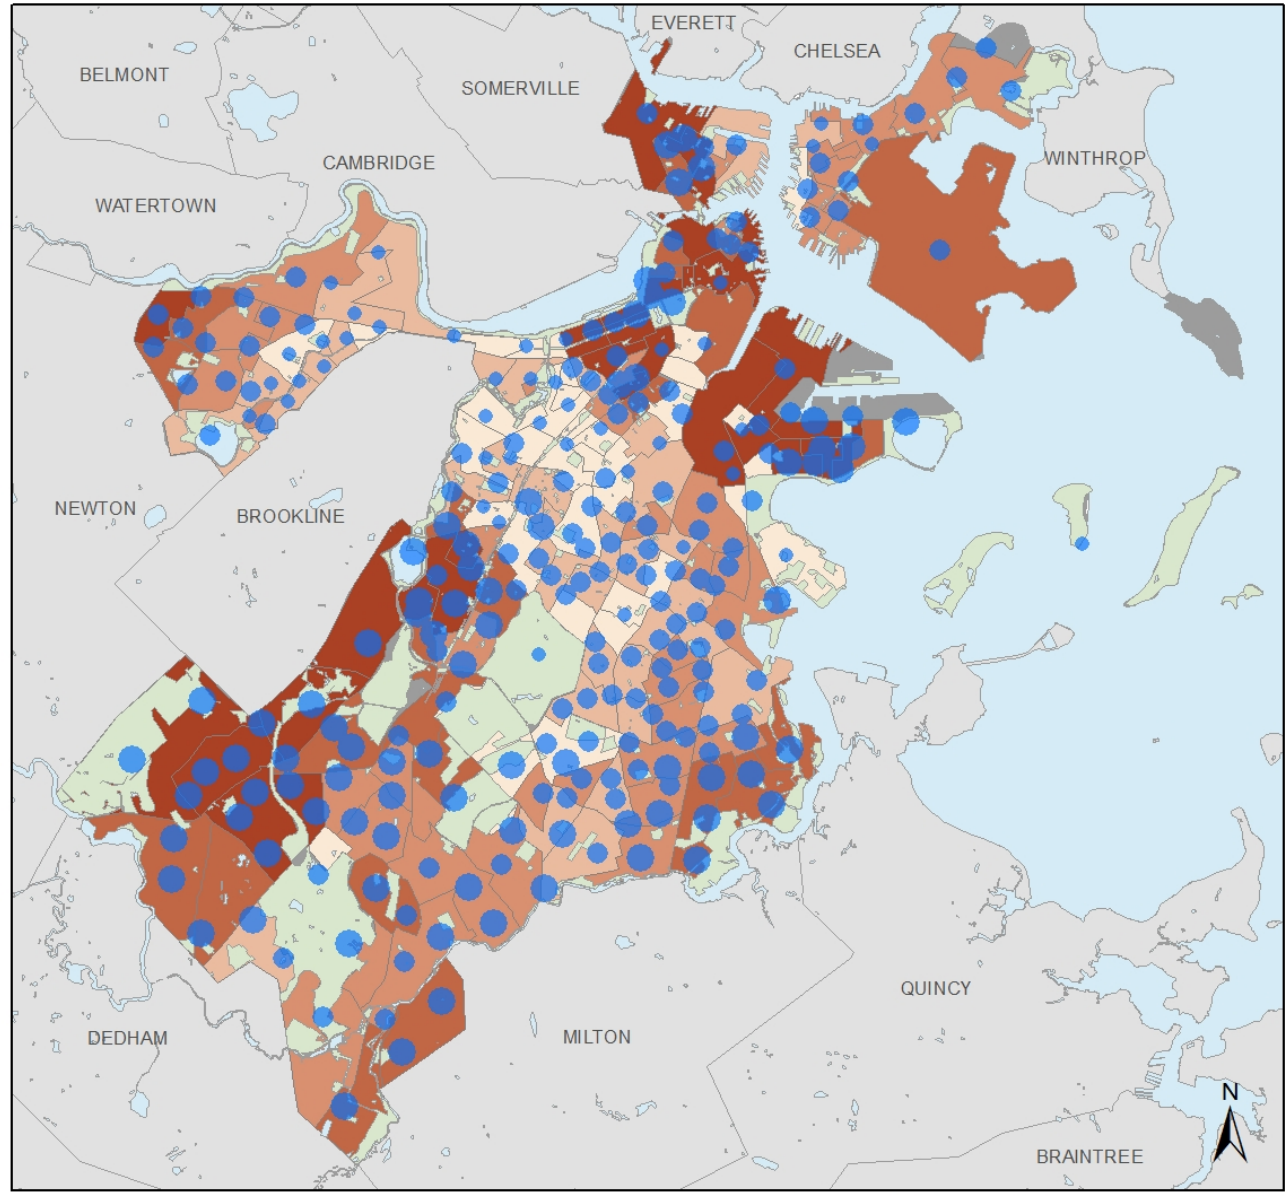 EVERETT
CHELSEA
BELMONT
SOMERVILLE
CAMBRIDGE
WINTHROP
WATERTOWN
NEWTON
BROOKLINE
QUINCY
DEDHAM
MILTON
N
BRAINTREE